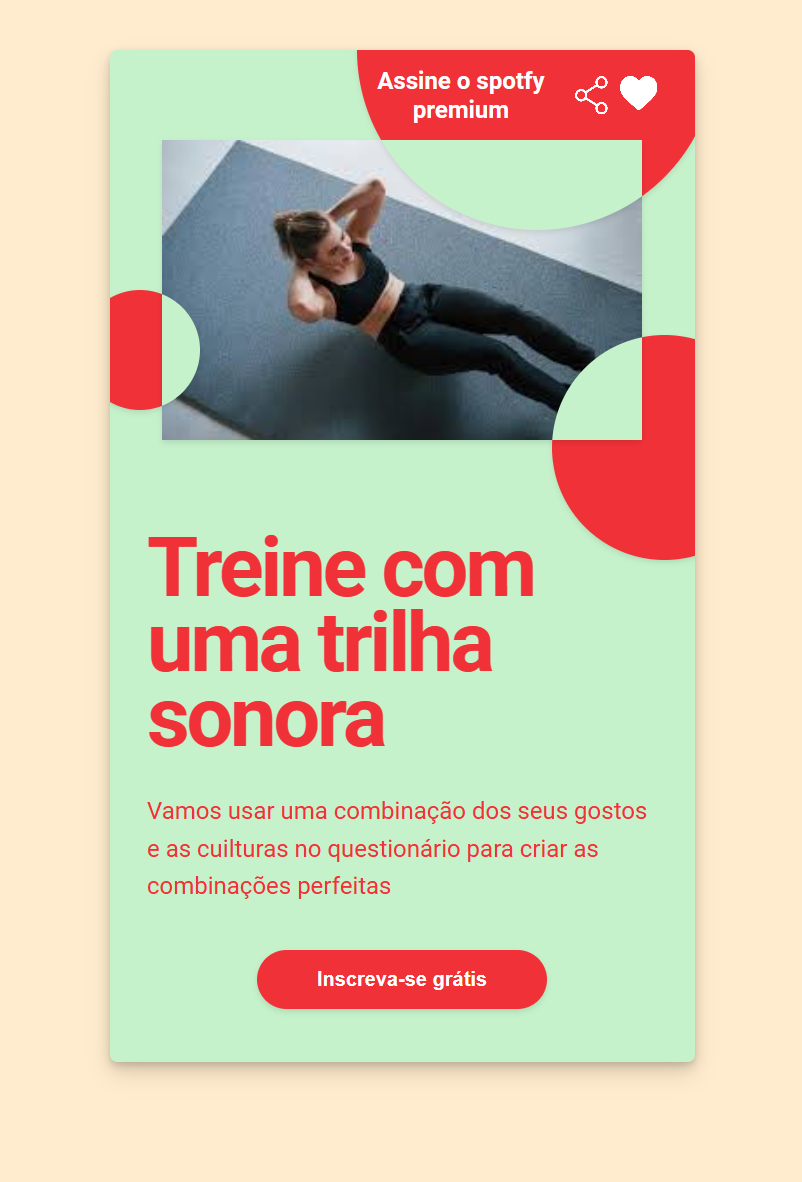 Assine o spotfy
premium
Treine com
uma trilha
sonora
Vamos usar uma combinação dos seus gostos
e as cuilturas no questionário para criar as
combinações perfeitas
Inscreva-se grátis